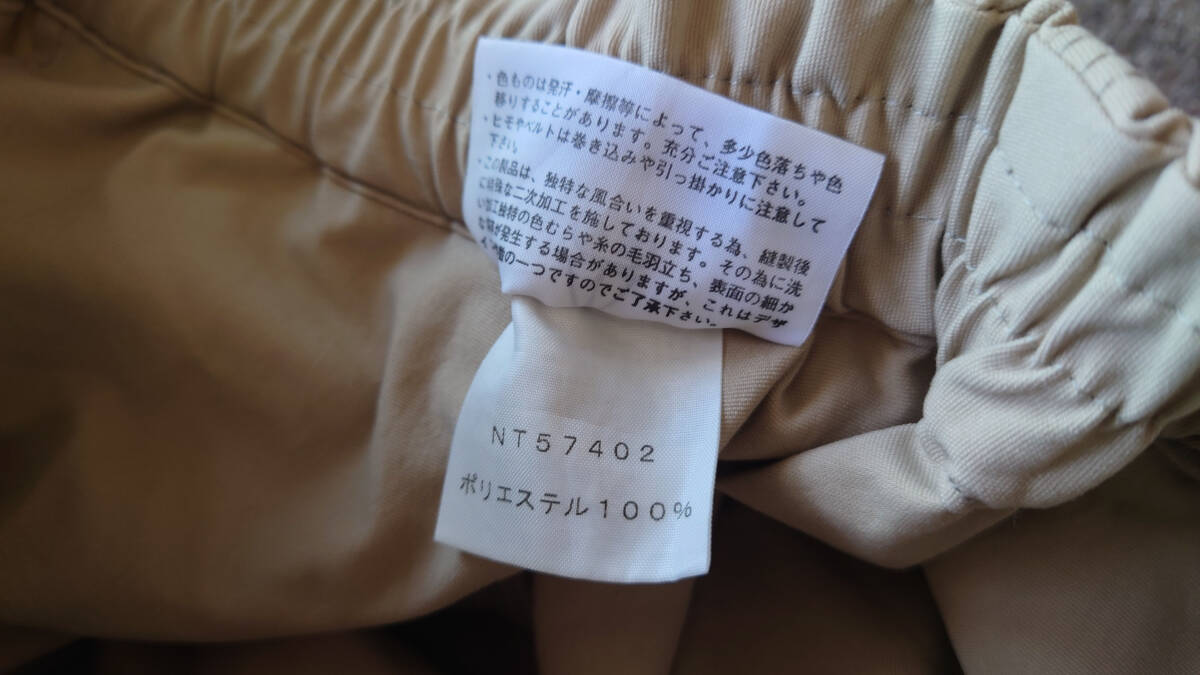 ・色ものは発汗・摩擦等によって、多少色落ちや色
移りすることがあります。充分ご注意下さい。
・ヒモやベルトは巻き込みや引っ掛かりに注意して
下さい。
・この製品は、独特な風合いを重視する為、縫製後
に特殊な二次加工を施しております。その為に洗
い加工独特の色むらや糸の毛羽立ち、表面の細か
が発生する場合がありますが、これはデザ
の一つですのでご了承下さい。
NT57402
ポリエステル100%